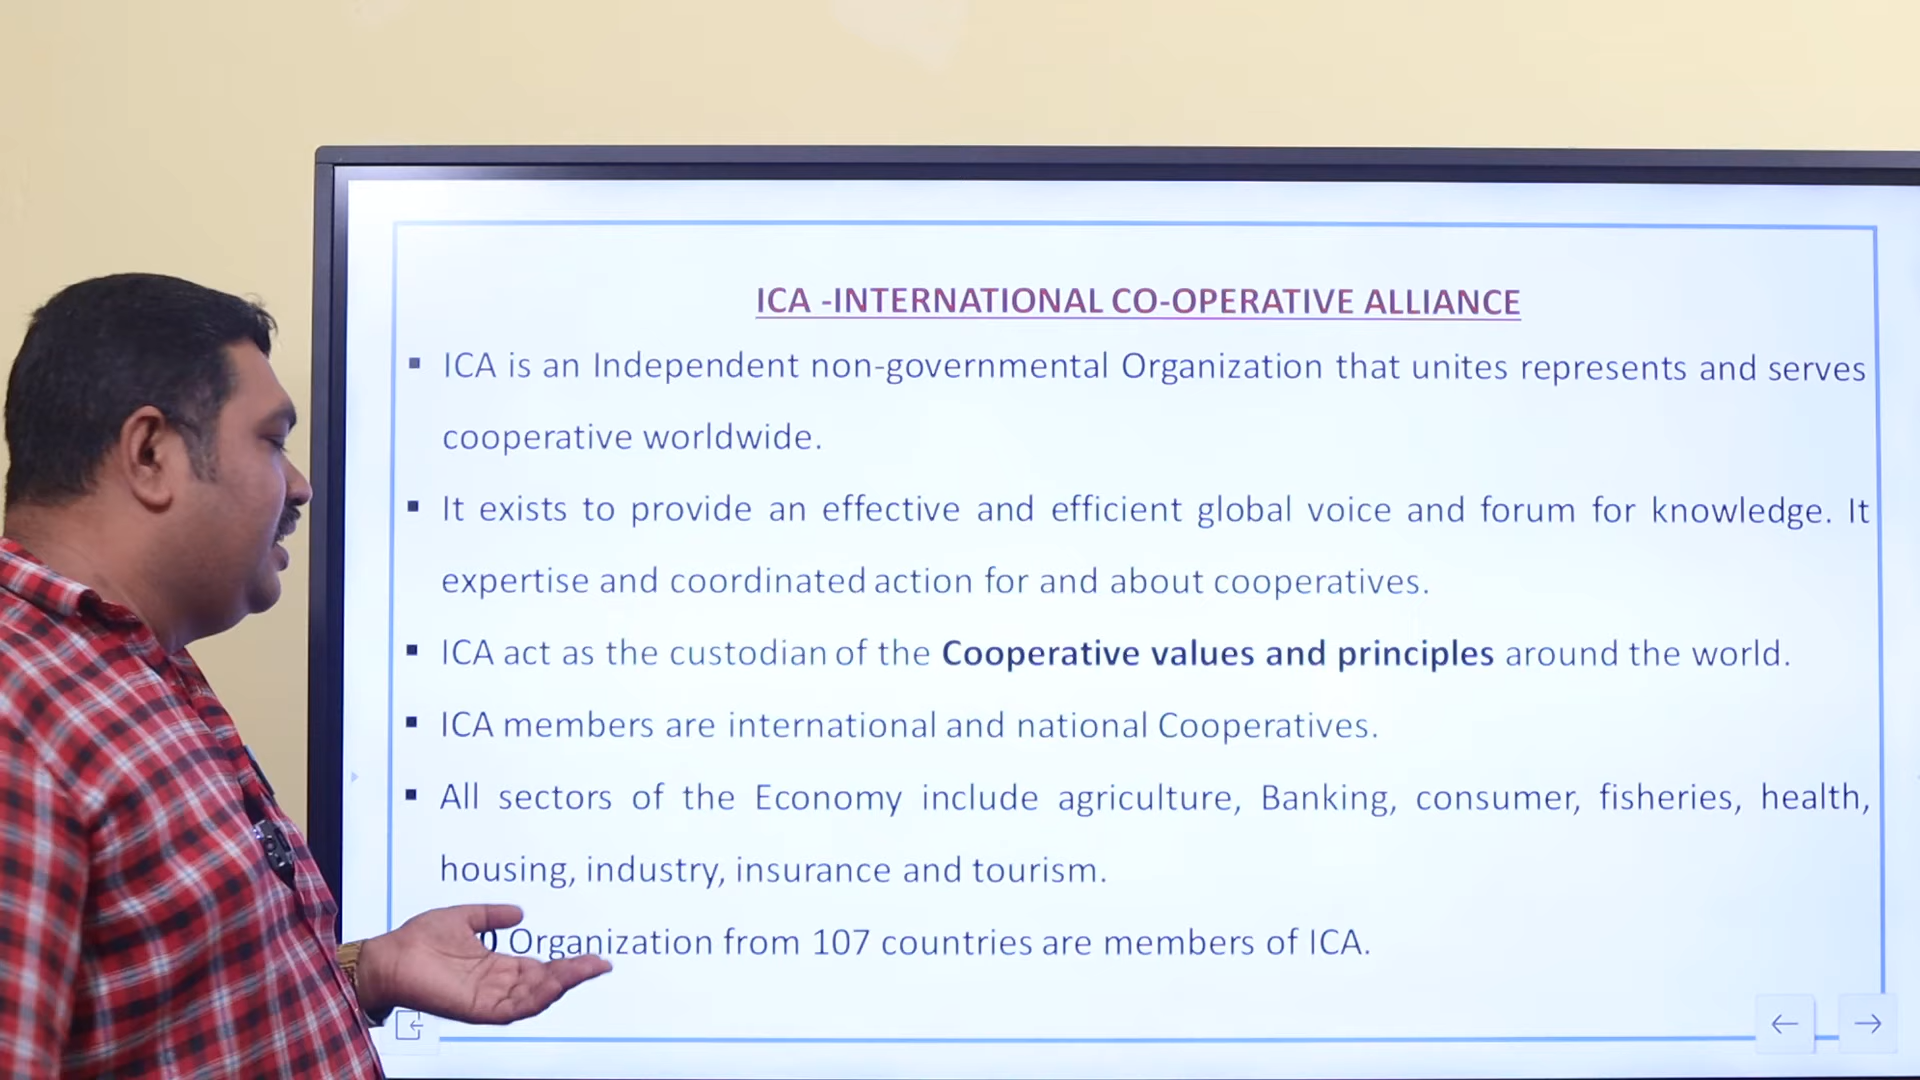 ICA -INTERNATIONAL CO-OPERATIVE ALLIANCE
▪ ICA is an Independent non-governmental Organization that unites represents and serves
cooperative worldwide.
▪ It exists to provide an effective and efficient global voice and forum for knowledge. It
expertise and coordinated action for and about cooperatives.
▪ ICA act as the custodian of the Cooperative values and principles around the world.
▪ ICA members are international and national Cooperatives.
▪ All sectors of the Economy include agriculture, Banking, consumer, fisheries, health,
housing, industry, insurance and tourism.
Organization from 107 countries are members of ICA.